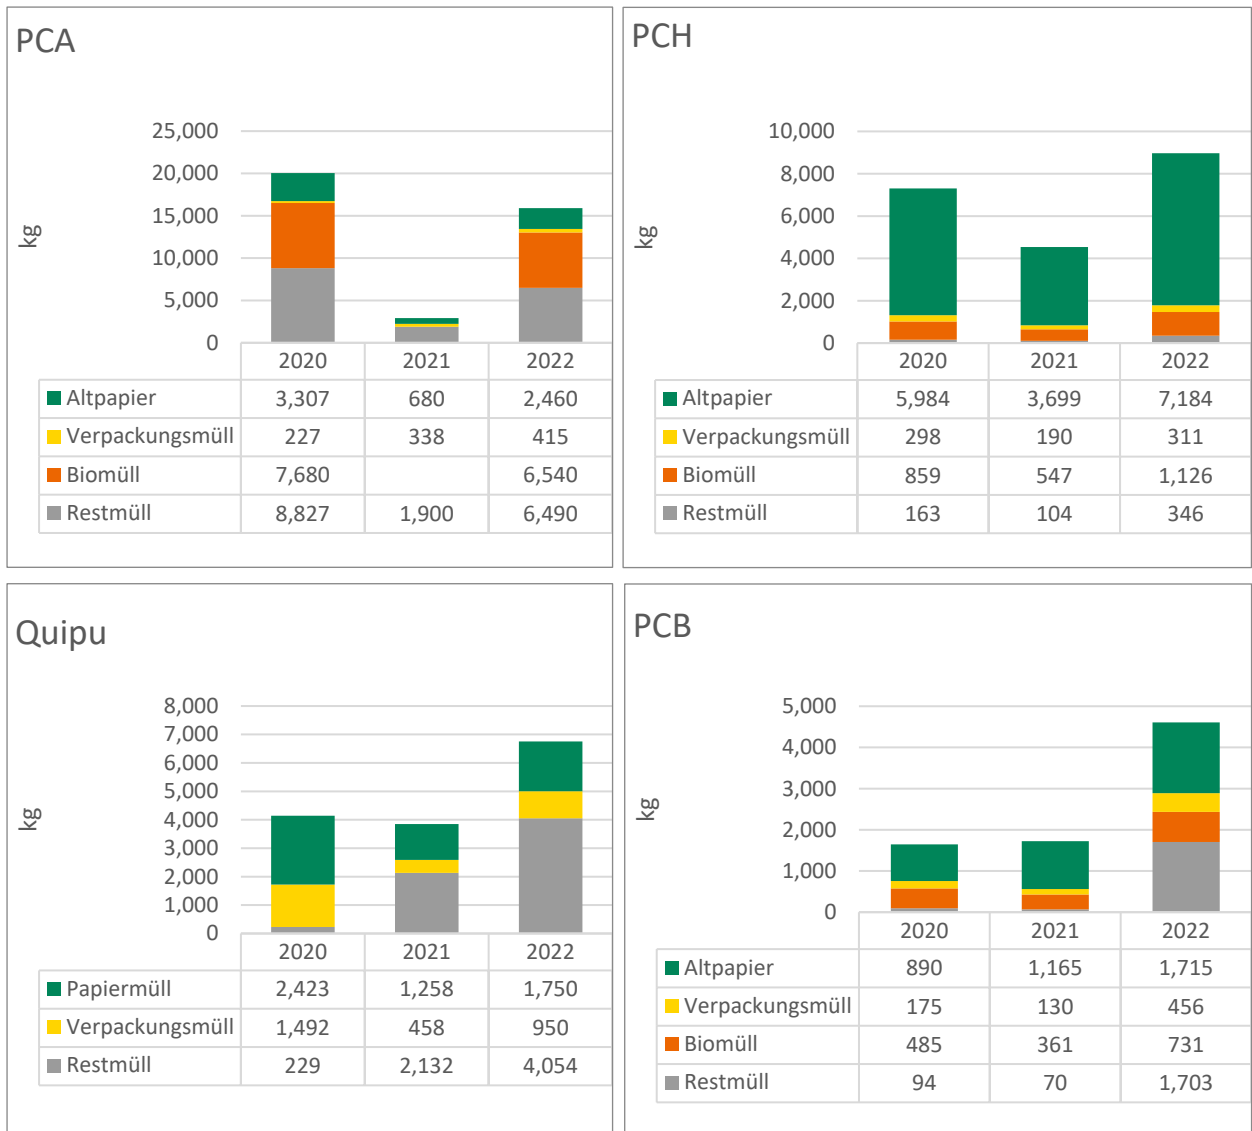 PCA
25,000
20,000
15,000
10,000
5,000
0
kg
2020 2021 2022
Altpapier 3,307 680 2,460
Verpackungsmüll 227 338 415
Biomüll 7,680 6,540
Restmüll 8,827 1,900 6,490
PCH
10,000
8,000
6,000
4,000
2,000
0
kg
2020 2021 2022
Altpapier 5,984 3,699 7,184
Verpackungsmüll 298 190 311
Biomüll 859 547 1,126
Restmüll 163 104 346
Quipu
8,000
7,000
6,000
5,000
4,000
3,000
2,000
1,000
0
kg
2020 2021 2022
Papiermüll 2,423 1,258 1,750
Verpackungsmüll 1,492 458 950
Restmüll 229 2,132 4,054
PCB
5,000
4,000
3,000
2,000
1,000
0
kg
2020 2021 2022
Altpapier 890 1,165 1,715
Verpackungsmüll 175 130 456
Biomüll 485 361 731
Restmüll 94 70 1,703